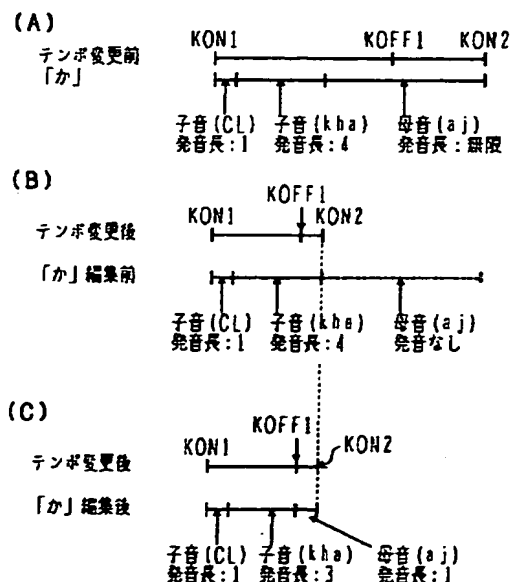 (A)
KON1 KOFF1 KON2
テンポ変更前
「か」
子音(CL) 子音(kha) 母音(aj)
発音長:1 発音長:4 発音長:無限
(B)
KOFF1
KON1 KON2
テンポ変更後
「か」編集前
子音(CL) 子音(kha) 母音(aj)
発音長:1 発音長:4 発音なし
(C)
KOFF1
KON1 KON2
テンポ変更後
「か」編集後
子音(CL) 子音(kha) 母音(aj)
発音長:1 発音長:3 発音長:1